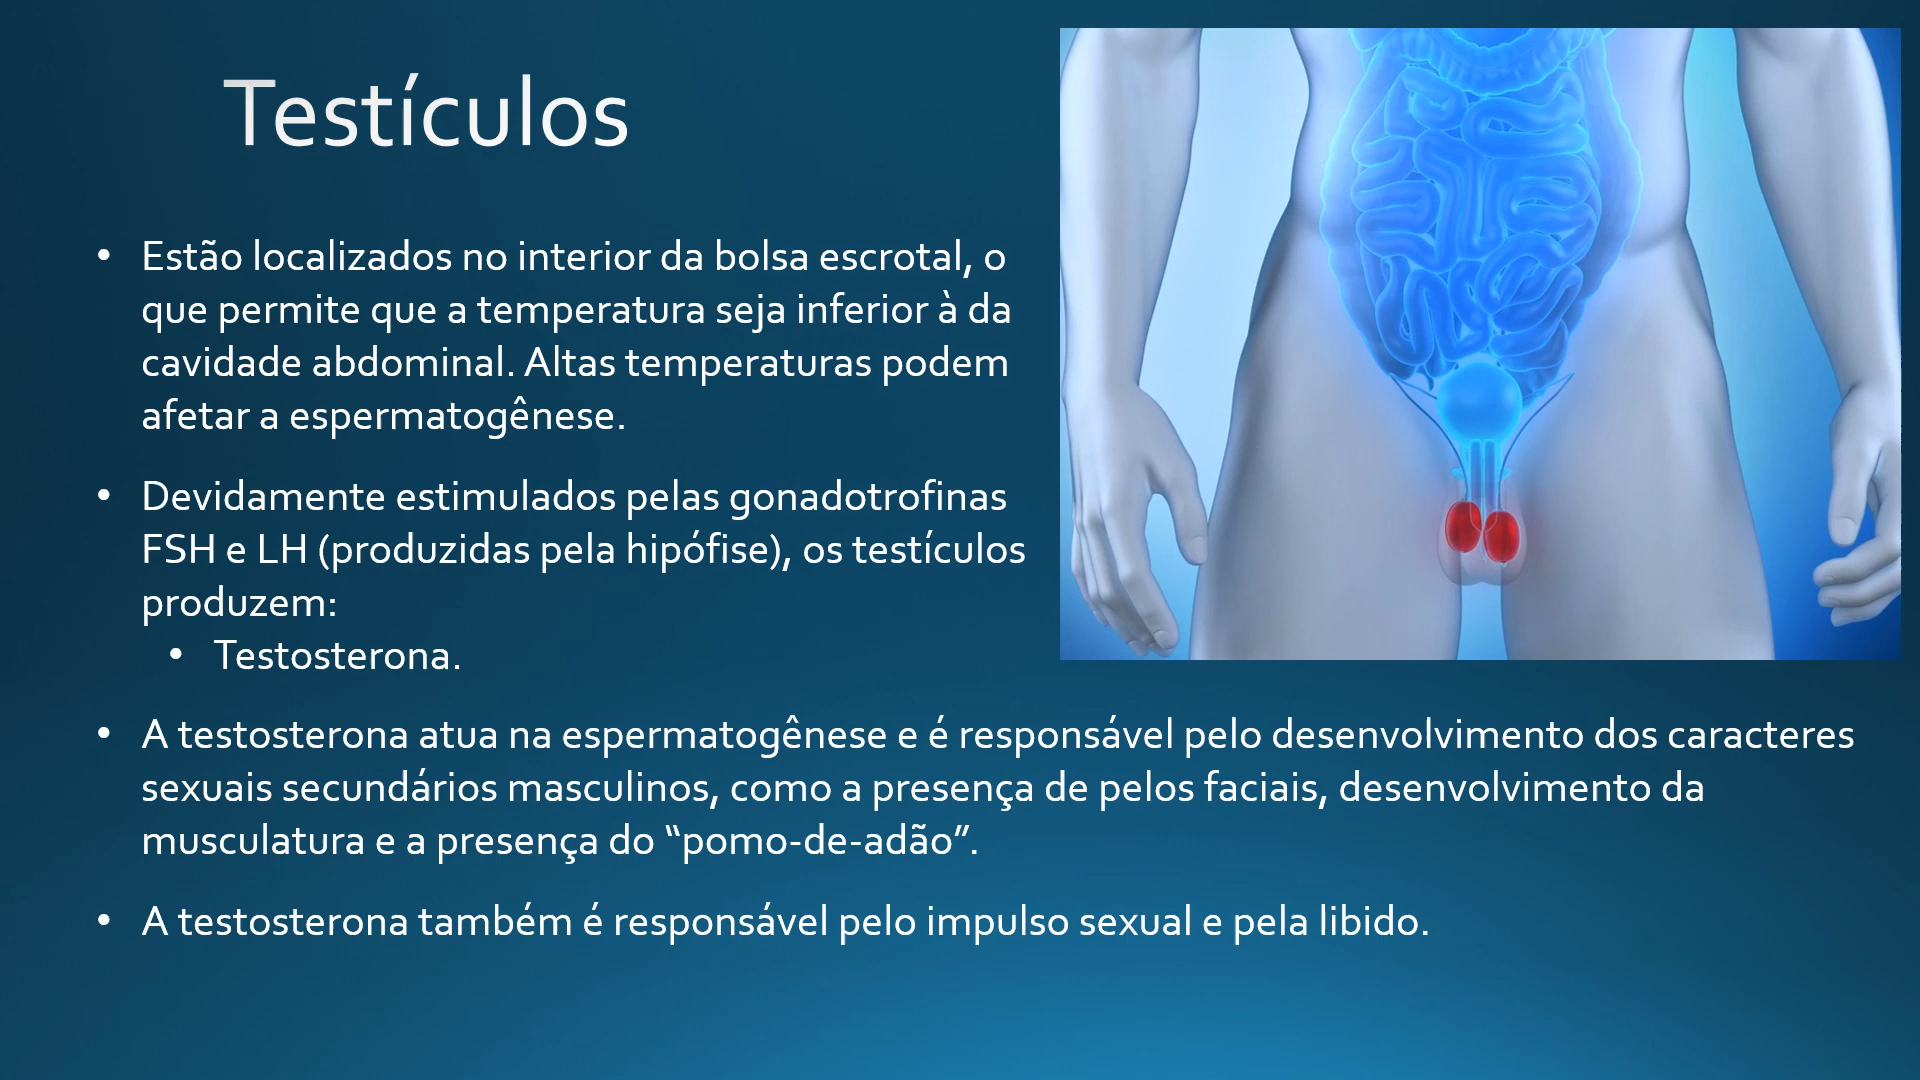 Testículos
• Estão localizados no interior da bolsa escrotal, o
que permite que a temperatura seja inferior à da
cavidade abdominal. Altas temperaturas podem
afetar a espermatogênese.
• Devidamente estimulados pelas gonadotrofinas
FSH e LH (produzidas pela hipófise), os testículos
produzem:
• Testosterona.
• A testosterona atua na espermatogênese e é responsável pelo desenvolvimento dos caracteres
sexuais secundários masculinos, como a presença de pelos faciais, desenvolvimento da
musculatura e a presença do “pomo-de-adão”.
• A testosterona também é responsável pelo impulso sexual e pela libido.